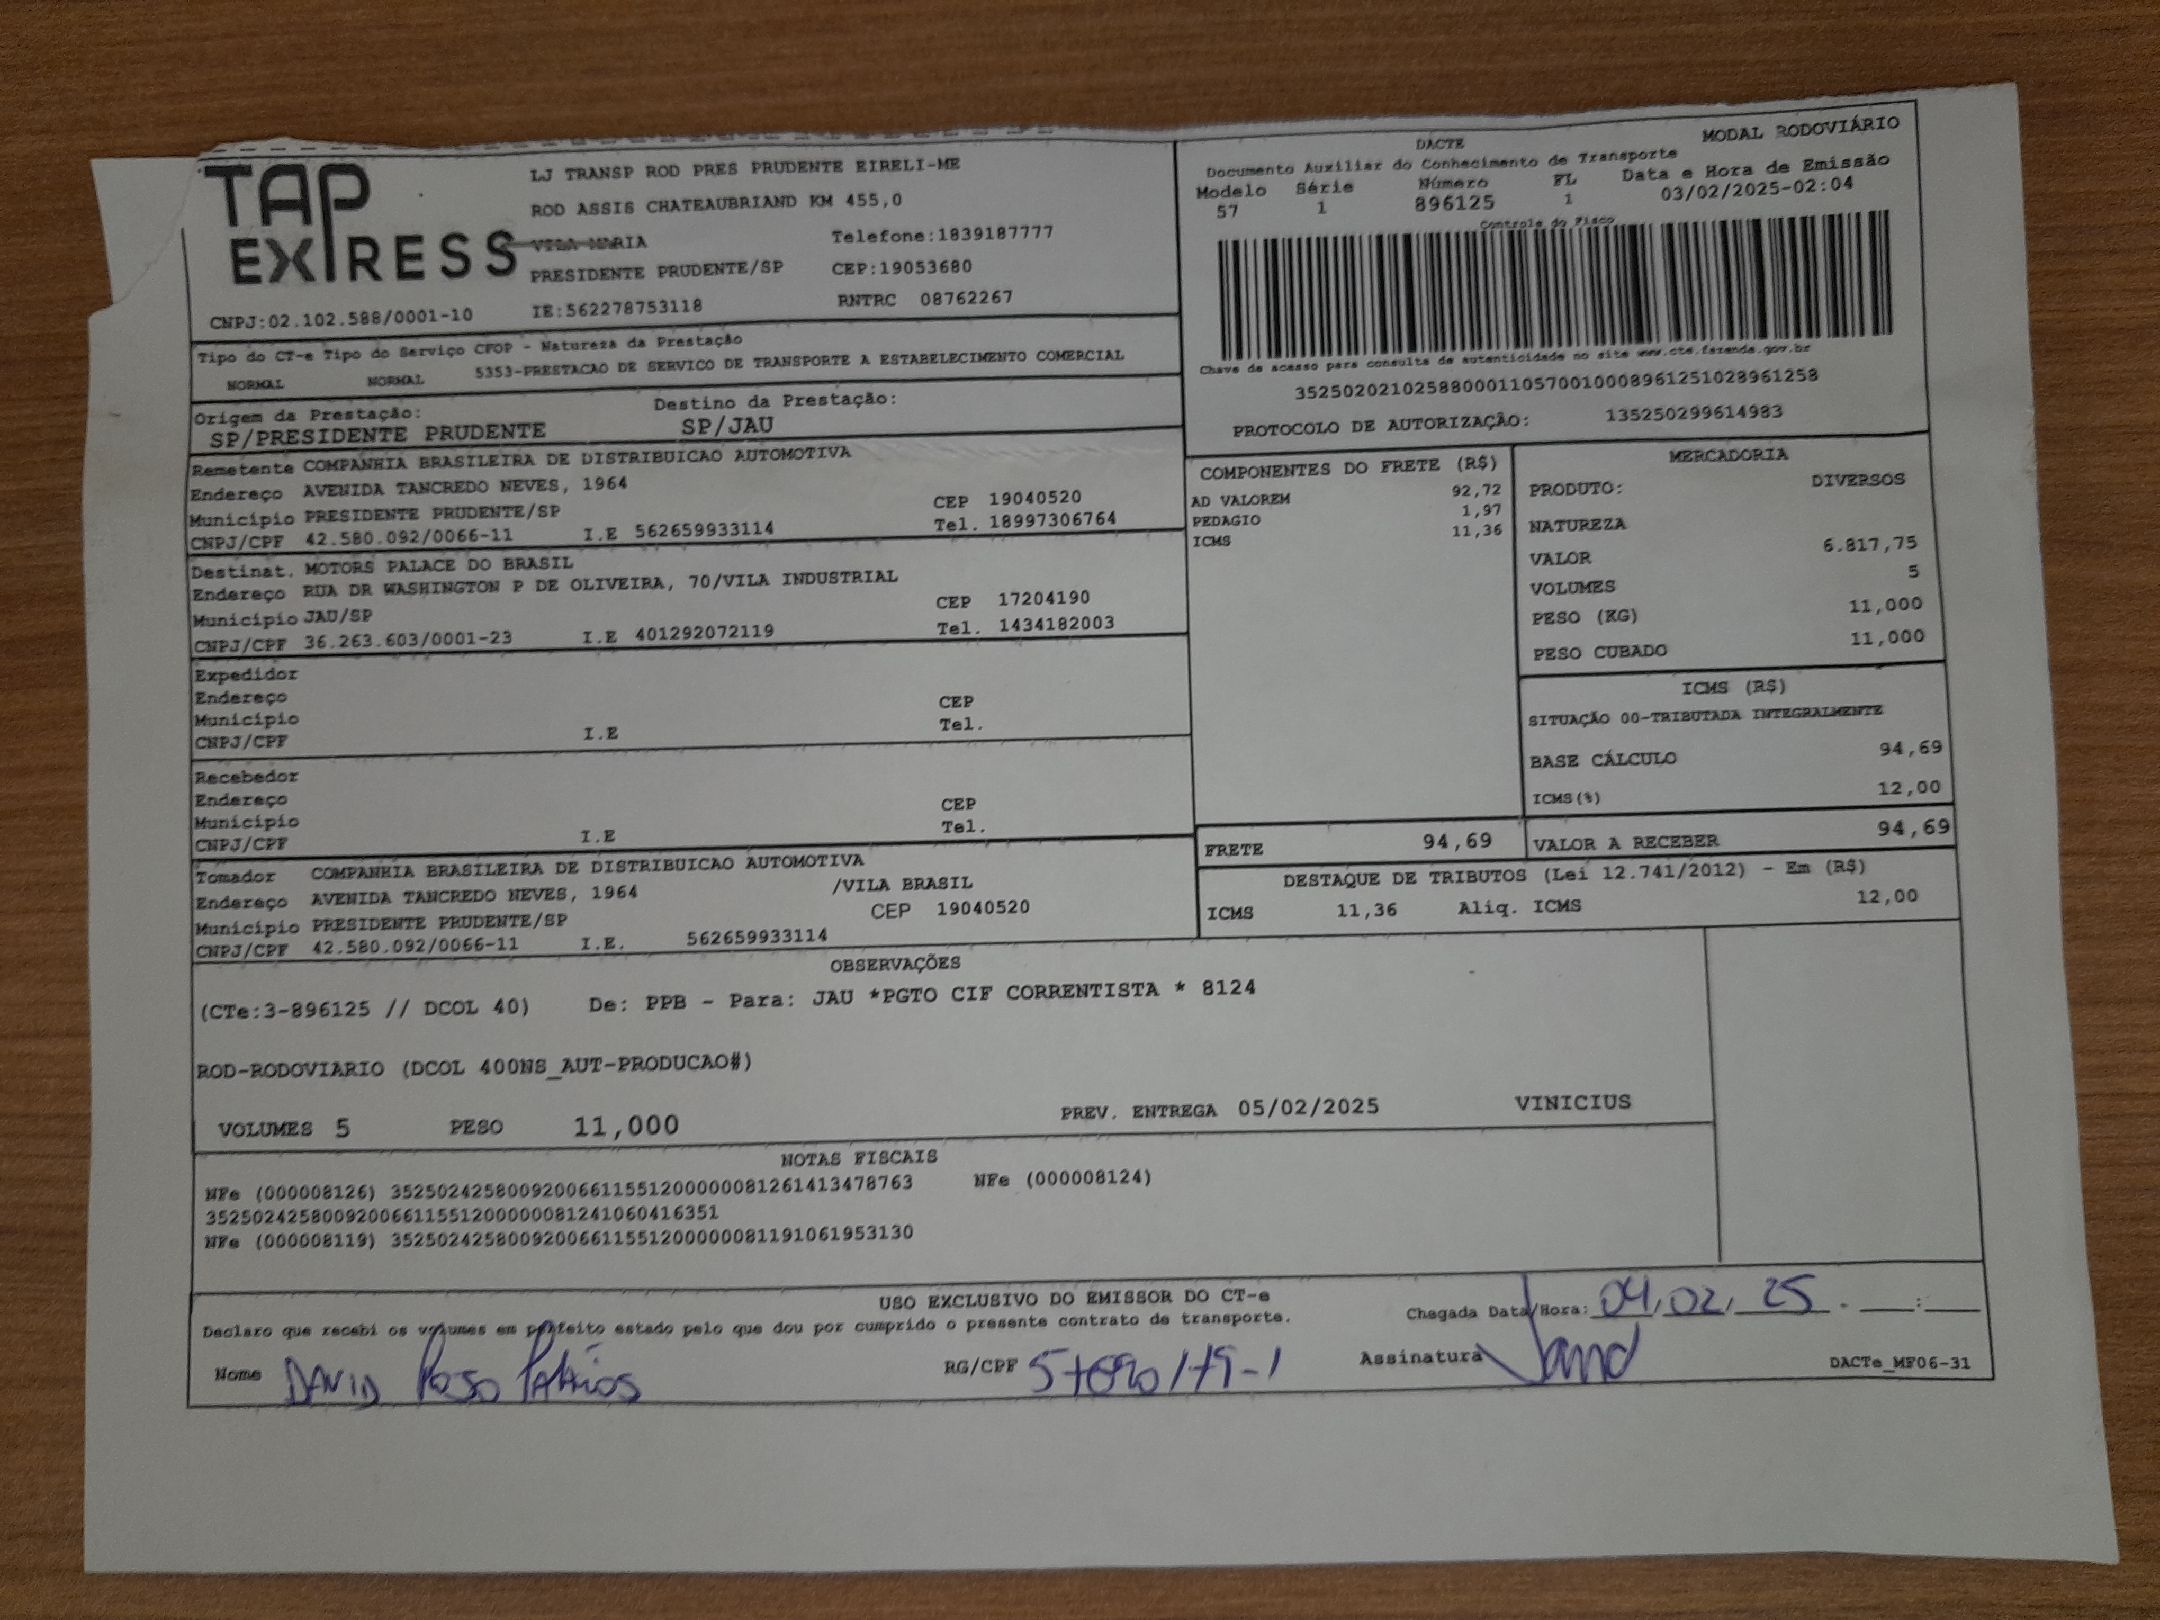 TAP
EXPRESS
LJ TRANSP ROD PRES PRUDENTE EIRELI-ME
ROD ASSIS CHATEAUBRIAND KM 455,0
VILA MARIA Telefone:1839187777
PRESIDENTE PRUDENTE/SP CEP:19053680
CNPJ:02.102.588/0001-10 IE:562278753118 RNTRC 08762267
DACTE MODAL RODOVIÁRIO
Documento Auxiliar do Conhecimento de Transporte
Modelo Série Número FL Data e Hora de Emissão
57 1 896125 1 03/02/2025-02:04
Controle do Fisco
Chave de acesso para consulta de autenticidade no site www.cte.fazenda.gov.br
35250202102588000110570010008961251028961258
PROTOCOLO DE AUTORIZAÇÃO: 135250299614983
Tipo do CT-e Tipo do Serviço CFOP - Natureza da Prestação
NORMAL NORMAL 5353-PRESTACAO DE SERVICO DE TRANSPORTE A ESTABELECIMENTO COMERCIAL
Origem da Prestação: Destino da Prestação:
SP/PRESIDENTE PRUDENTE SP/JAU
Remetente COMPANHIA BRASILEIRA DE DISTRIBUICAO AUTOMOTIVA
Endereço AVENIDA TANCREDO NEVES, 1964
Município PRESIDENTE PRUDENTE/SP CEP 19040520
CNPJ/CPF 42.580.092/0066-11 I.E 562659933114 Tel. 18997306764
Destinat. MOTORS PALACE DO BRASIL
Endereço RUA DR WASHINGTON P DE OLIVEIRA, 70/VILA INDUSTRIAL
Município JAU/SP CEP 17204190
CNPJ/CPF 36.263.603/0001-23 I.E 401292072119 Tel. 1434182003
Expedidor
Endereço
Município CEP
CNPJ/CPF I.E Tel.
Recebedor
Endereço
Município CEP
CNPJ/CPF I.E Tel.
Tomador COMPANHIA BRASILEIRA DE DISTRIBUICAO AUTOMOTIVA
Endereço AVENIDA TANCREDO NEVES, 1964 /VILA BRASIL
Município PRESIDENTE PRUDENTE/SP CEP 19040520
CNPJ/CPF 42.580.092/0066-11 I.E. 562659933114
COMPONENTES DO FRETE (R$)
AD VALOREM 92,72
PEDAGIO 1,97
ICMS 11,36
MERCADORIA
PRODUTO: DIVERSOS
NATUREZA
VALOR 6.817,75
VOLUMES 5
PESO (KG) 11,000
PESO CUBADO 11,000
ICMS (R$)
SITUAÇÃO 00-TRIBUTADA INTEGRALMENTE
BASE CÁLCULO 94,69
ICMS(%) 12,00
FRETE 94,69 VALOR A RECEBER 94,69
DESTAQUE DE TRIBUTOS (Lei 12.741/2012) - Em (R$)
ICMS 11,36 Aliq. ICMS 12,00
OBSERVAÇÕES
(CTe:3-896125 // DCOL 40) De: PPB - Para: JAU *PGTO CIF CORRENTISTA * 8124
ROD-RODOVIARIO (DCOL 400NS_AUT-PRODUCAO#)
VOLUMES 5 PESO 11,000 PREV. ENTREGA 05/02/2025 VINICIUS
NOTAS FISCAIS
NFe (000008126) 35250242580092006611551200000081261413478763 NFe (000008124)
35250242580092006611551200000081241060416351
NFe (000008119) 35250242580092006611551200000081191061953130
USO EXCLUSIVO DO EMISSOR DO CT-e
Declaro que recebi os volumes em perfeito estado pelo que dou por cumprido o presente contrato de transporte. Chegada Data/Hora: 04/02/25
Nome DAVID RG/CPF Assinatura DACTe_MF06-31